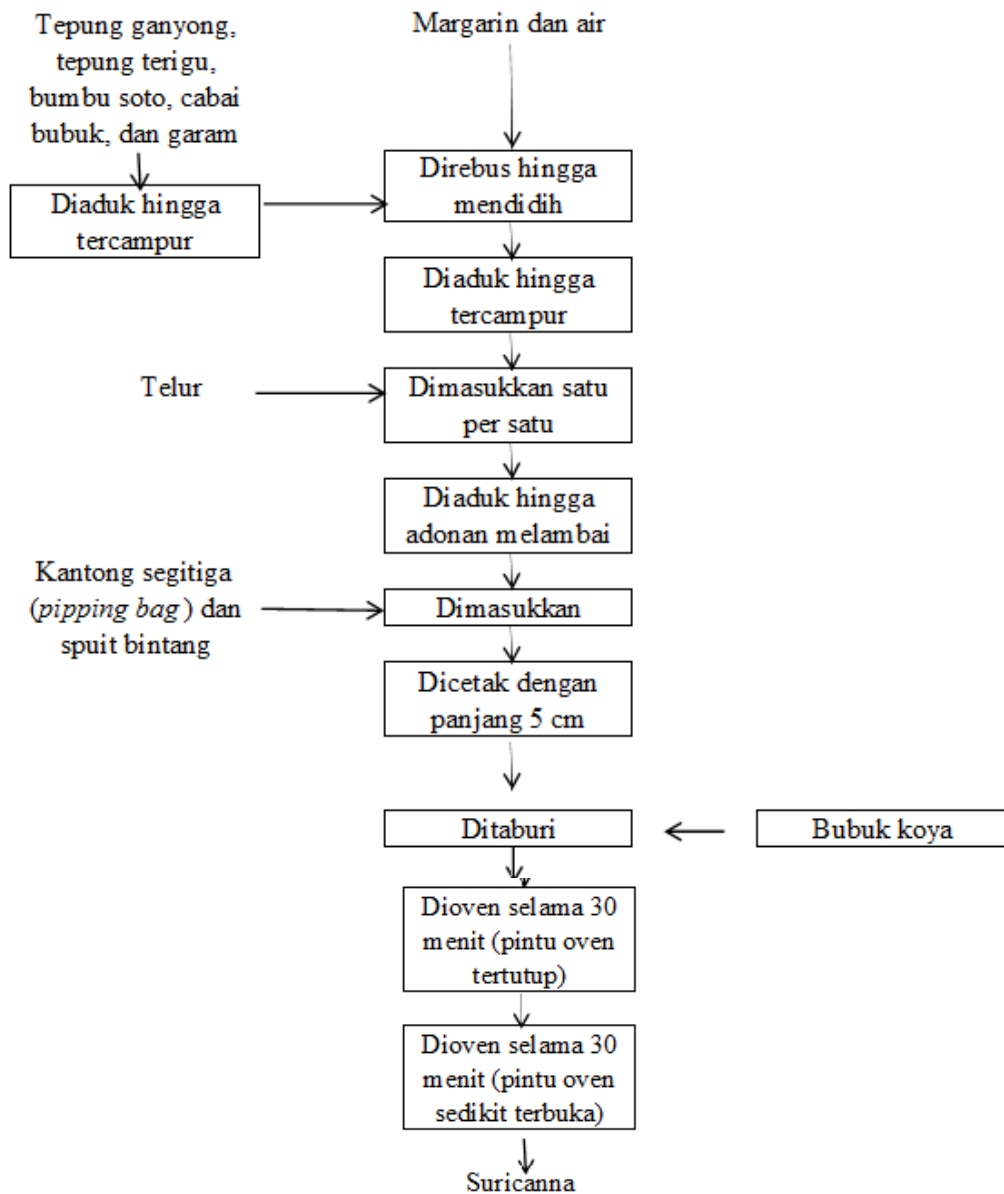 Tepung ganyong,
tepung terigu,
bumbu soto, cabai
bubuk, dan garam
Margarin dan air
Diaduk hingga
tercampur
Direbus hingga
mendidih
Diaduk hingga
tercampur
Telur
Dimasukkan satu
per satu
Diaduk hingga
adonan melambai
Kantong segitiga
(pipping bag) dan
spuit bintang
Dimasukkan
Dicetak dengan
panjang 5 cm
Ditaburi
Bubuk koya
Dioven selama 30
menit (pintu oven
tertutup)
Dioven selama 30
menit (pintu oven
sedikit terbuka)
Suricanna